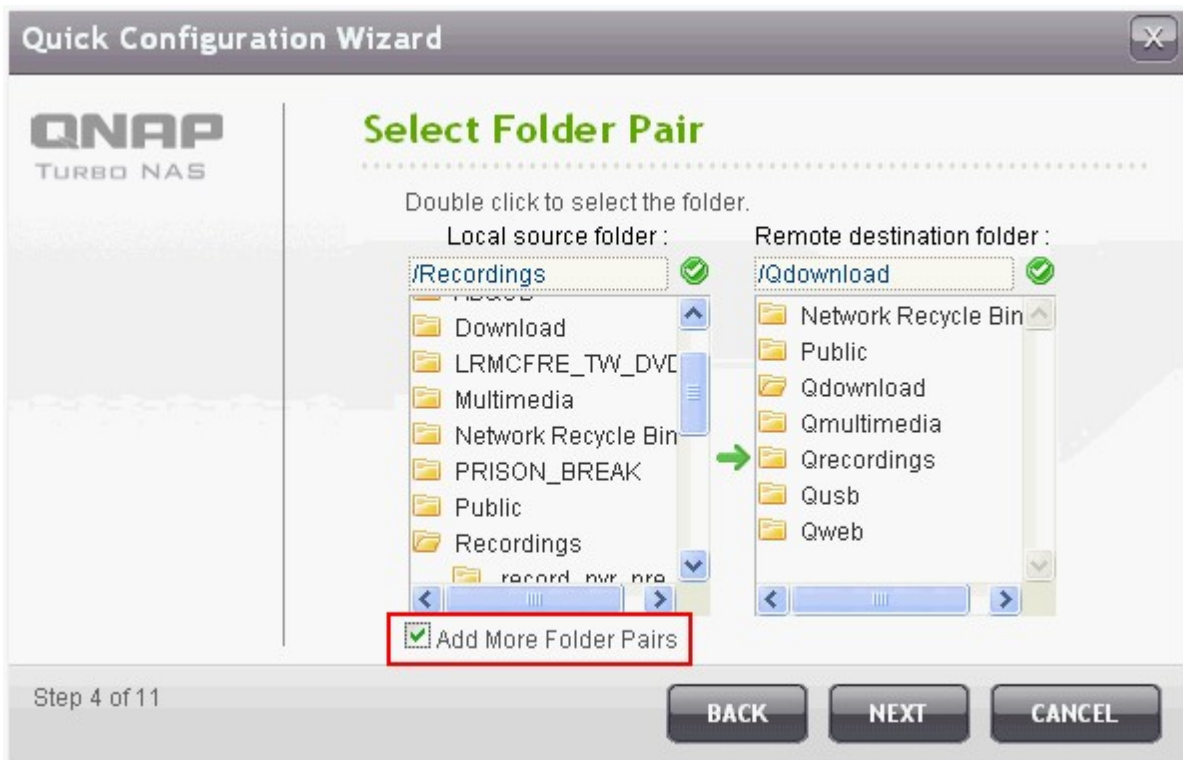 Quick Configuration Wizard
X
QNAP
TURBO NAS
Select Folder Pair
Double click to select the folder.
Local source folder :
/Recordings
Download
LRMCFRE_TW_DVD
Multimedia
Network Recycle Bin
PRISON_BREAK
Public
Recordings
record_nvr_pre
Remote destination folder :
/Qdownload
Network Recycle Bin
Public
Qdownload
Qmultimedia
Qrecordings
Qusb
Qweb
Add More Folder Pairs
Step 4 of 11
BACK
NEXT
CANCEL